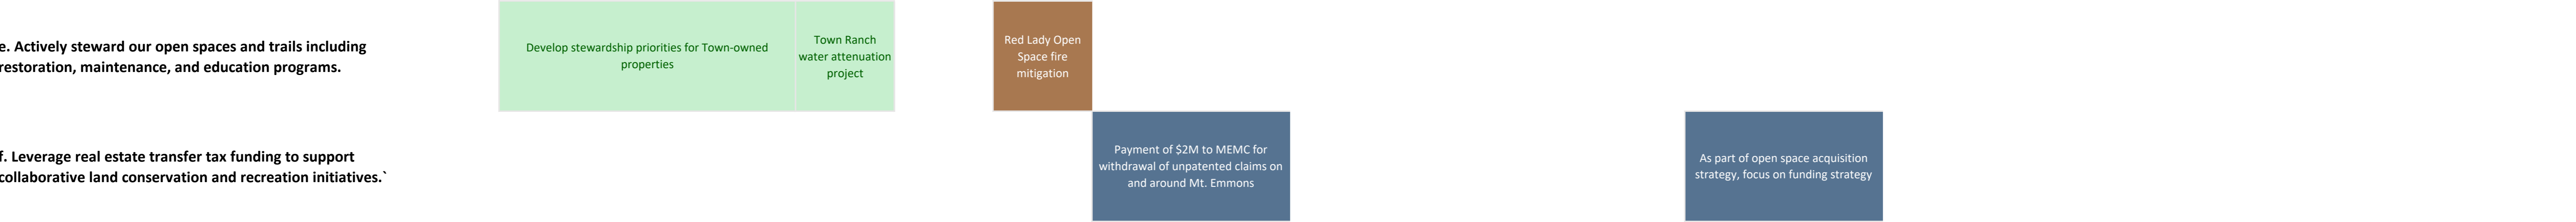 e. Actively steward our open spaces and trails including
restoration, maintenance, and education programs.
Develop stewardship priorities for Town-owned
properties
Town Ranch
water attenuation
project
Red Lady Open
Space fire
mitigation
f. Leverage real estate transfer tax funding to support
collaborative land conservation and recreation initiatives.`
Payment of $2M to MEMC for
withdrawal of unpatented claims on
and around Mt. Emmons
As part of open space acquisition
strategy, focus on funding strategy